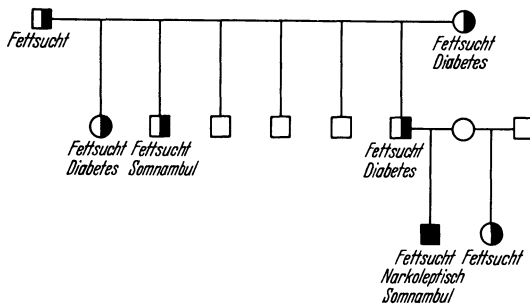 Fettsucht
Fettsucht
Diabetes
Fettsucht
Diabetes
Fettsucht
Somnambul
Fettsucht
Diabetes
Fettsucht
Narkoleptisch
Somnambul
Fettsucht